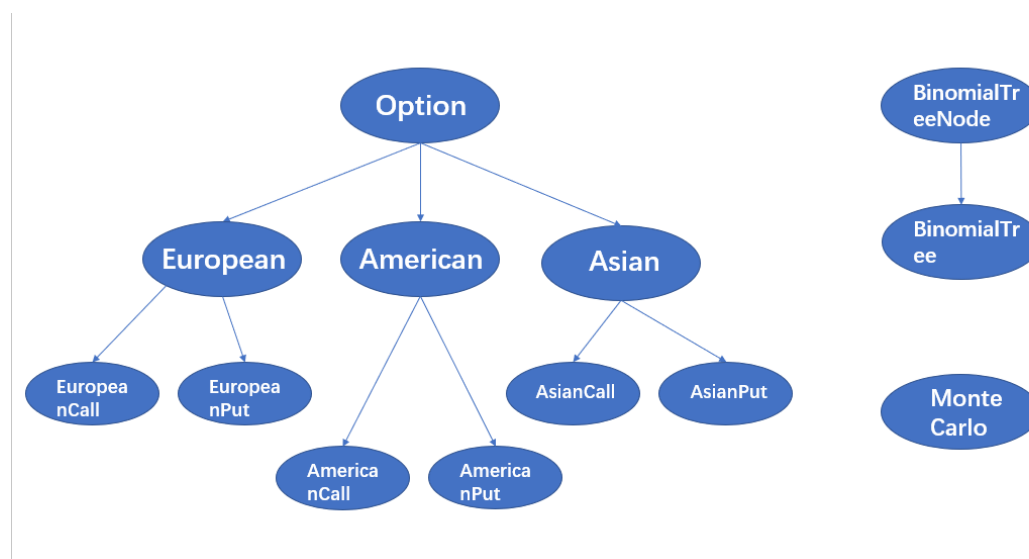 Option
BinomialTr
eeNode
European
American
Asian
BinomialTr
ee
Europea
nCall
Europea
nPut
AsianCall
AsianPut
Monte
Carlo
America
nCall
America
nPut